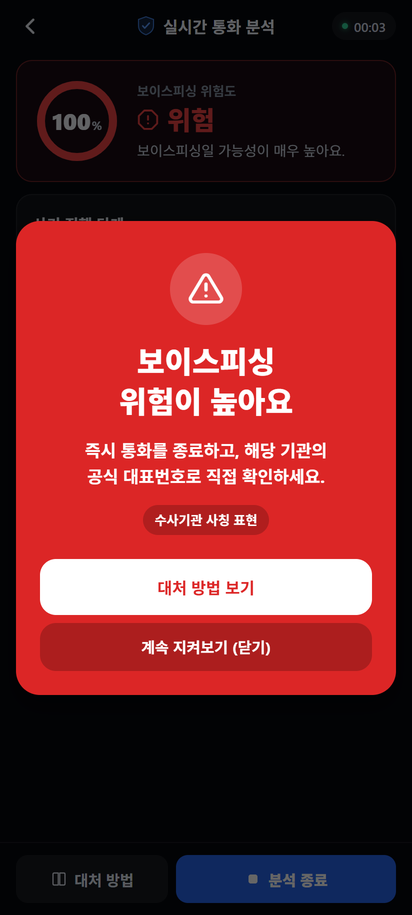 실시간 통화 분석
00:03
보이스피싱 위험도
100%
위험
보이스피싱일 가능성이 매우 높아요.
보이스피싱
위험이 높아요
즉시 통화를 종료하고, 해당 기관의
공식 대표번호로 직접 확인하세요.
수사기관 사칭 표현
대처 방법 보기
계속 지켜보기 (닫기)
대처 방법
분석 종료